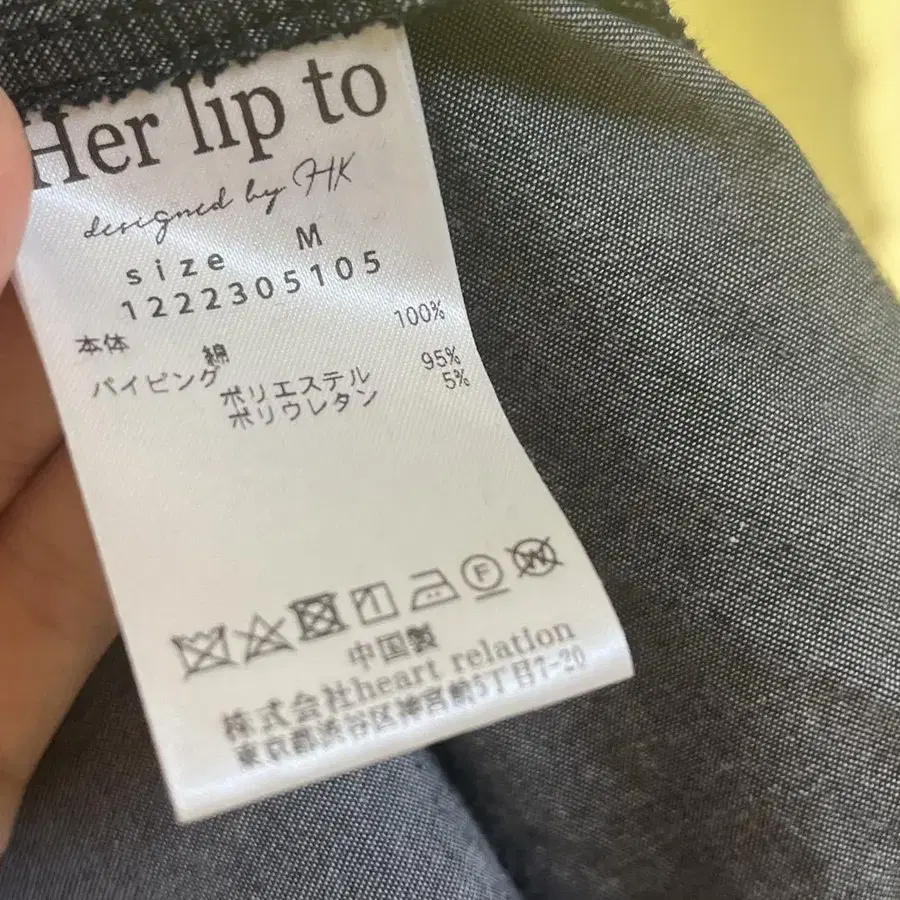 Her lip to
designed by HK
size M
1222305105
本体 綿 100%
パイピング ポリエステル 95%
ポリウレタン 5%
F W
中国製
株式会社heart relation
東京都渋谷区神宮前5丁目7-20